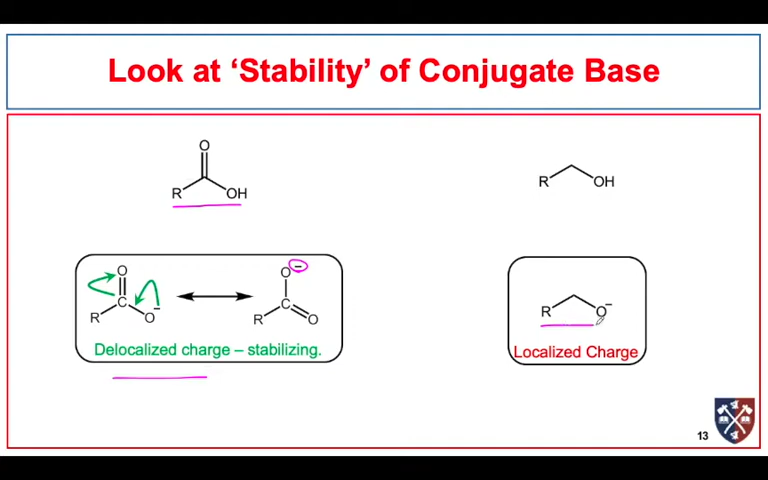 Look at ‘Stability’ of Conjugate Base
O
R
OH
R
OH
O
C
R
O
−
O
−
C
R
O
R
O
−
Delocalized charge – stabilizing.
Localized Charge
13